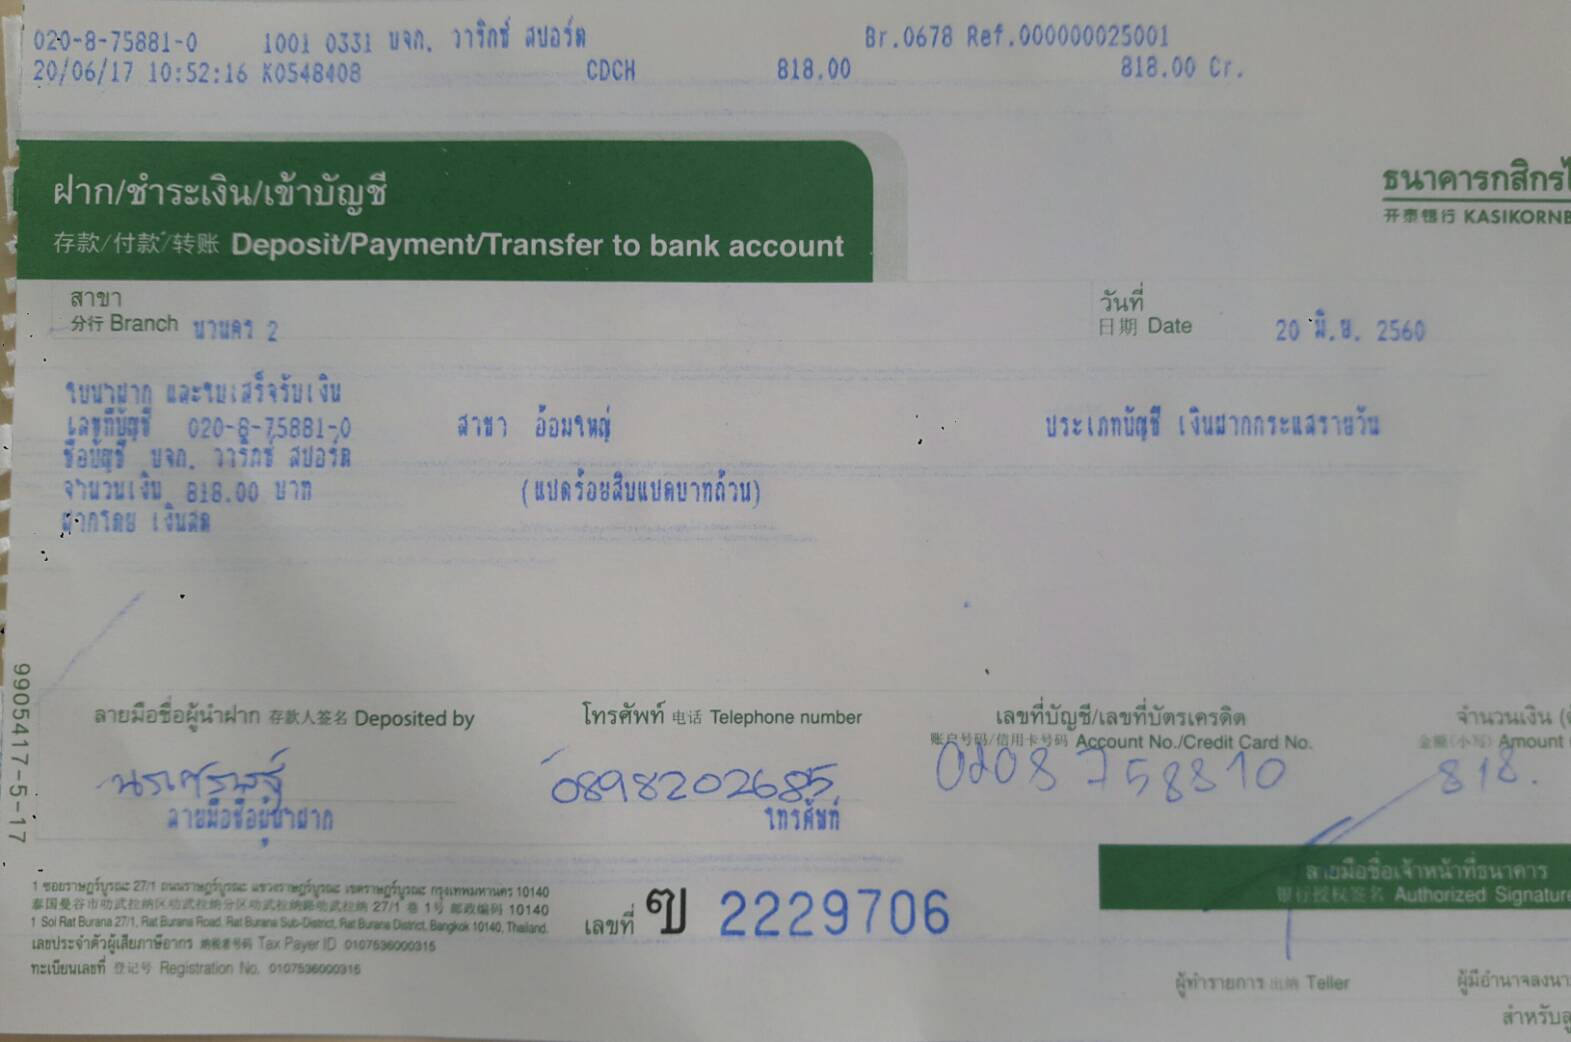 020-8-75881-0 1001 0331 บจก. วาริกซ์ สปอร์ต Br.0678 Ref.000000025001
20/06/17 10:52:16 K0548408 CDCH 818.00 818.00 Cr.
ฝาก/ชำระเงิน/เข้าบัญชี
存款/付款/转账 Deposit/Payment/Transfer to bank account
ธนาคารกสิกรไ
开泰银行 KASIKORNB
สาขา
分行 Branch นวนคร 2
วันที่
日期 Date 20 มิ.ย. 2560
ใบนำฝาก และใบเสร็จรับเงิน
เลขที่บัญชี 020-8-75881-0 สาขา อ้อมใหญ่ ประเภทบัญชี เงินฝากกระแสรายวัน
ชื่อบัญชี บจก. วาริกซ์ สปอร์ต
จำนวนเงิน 818.00 บาท (แปดร้อยสิบแปดบาทถ้วน)
ฝากโดย เงินสด
9905417-5-17
ลายมือชื่อผู้นำฝาก 存款人签名 Deposited by
โทรศัพท์ 电话 Telephone number
เลขที่บัญชี/เลขที่บัตรเครดิต
账户号码/信用卡号码 Account No./Credit Card No.
จำนวนเงิน
金额(小写) Amount
นรเศรษฐ์ 0898202685 0208758810 818.
ลายมือชื่อผู้นำฝาก โทรศัพท์
1 ซอยราษฎร์บูรณะ 27/1 ถนนราษฎร์บูรณะ แขวงราษฎร์บูรณะ เขตราษฎร์บูรณะ กรุงเทพมหานคร 10140
泰国曼谷市叻武拉纳区叻武拉纳分区叻武拉纳路叻武拉纳 27/1 巷 1号 邮政编码 10140
1 Soi Rat Burana 27/1, Rat Burana Road, Rat Burana Sub-District, Rat Burana District, Bangkok 10140, Thailand.
เลขประจำตัวผู้เสียภาษีอากร 纳税者号码 Tax Payer ID 0107536000315
ทะเบียนเลขที่ 登记号 Registration No. 0107536000315
เลขที่ ฃ 2229706
ลายมือชื่อเจ้าหน้าที่ธนาคาร
银行授权签名 Authorized Signature
ผู้ทำรายการ 出纳 Teller
ผู้มีอำนาจลงนา
สำหรับลู